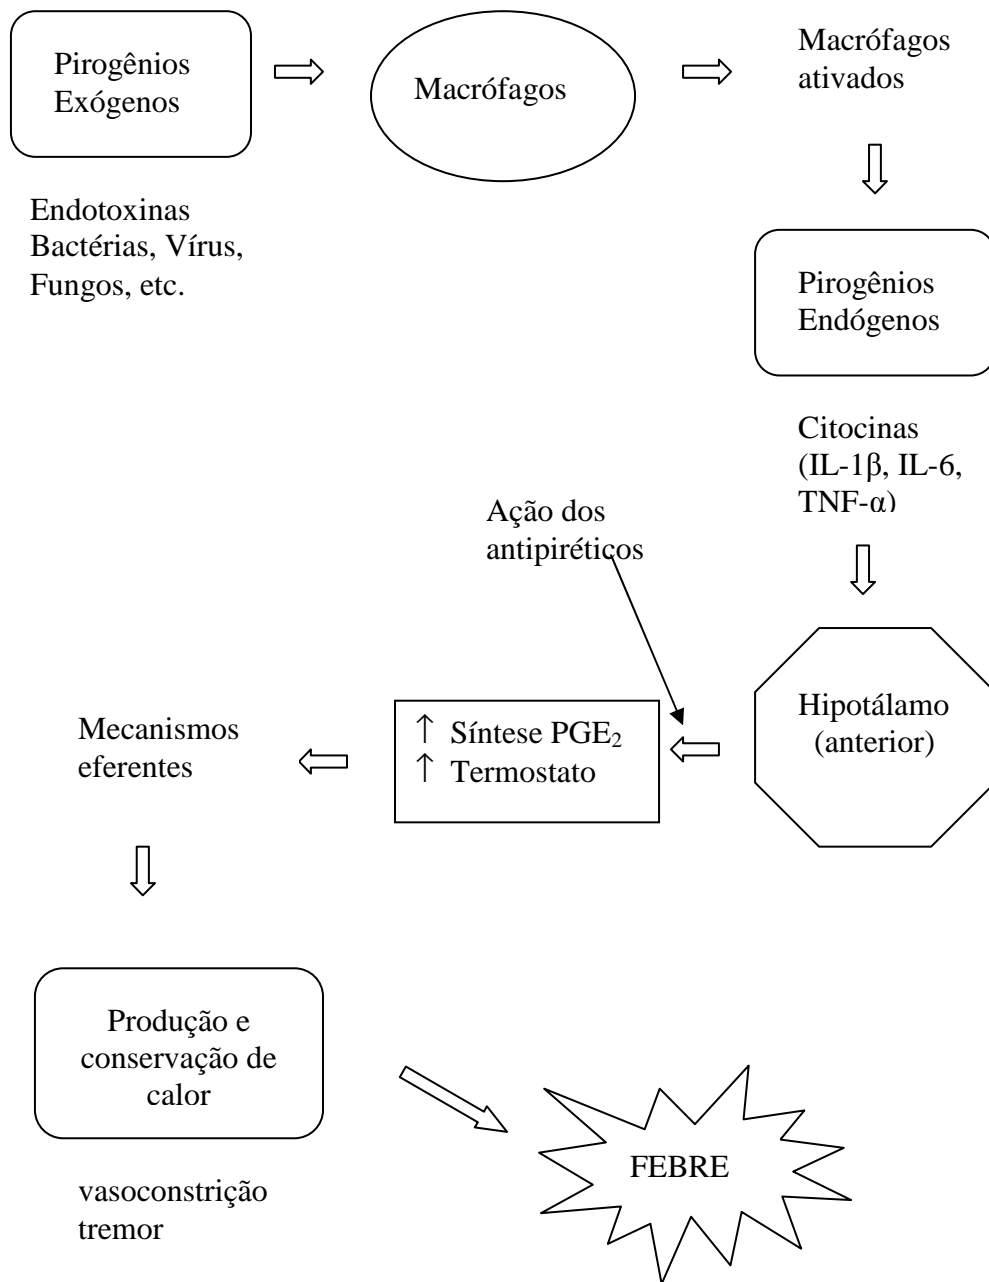 Pirogênios
Exógenos
Macrófagos
Macrófagos
ativados
Endotoxinas
Bactérias, Vírus,
Fungos, etc.
Pirogênios
Endógenos
Citocinas
(IL-1β, IL-6,
TNF-α)
Ação dos
antipiréticos
Hipotálamo
(anterior)
↑ Síntese PGE₂
↑ Termostato
Mecanismos
eferentes
Produção e
conservação de
calor
vasoconstrição
tremor
FEBRE